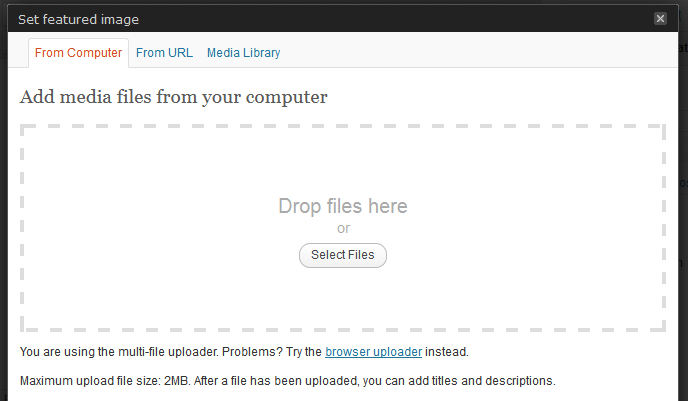 Set featured image
From Computer From URL Media Library
Add media files from your computer
Drop files here
or
Select Files
You are using the multi-file uploader. Problems? Try the browser uploader instead.
Maximum upload file size: 2MB. After a file has been uploaded, you can add titles and descriptions.